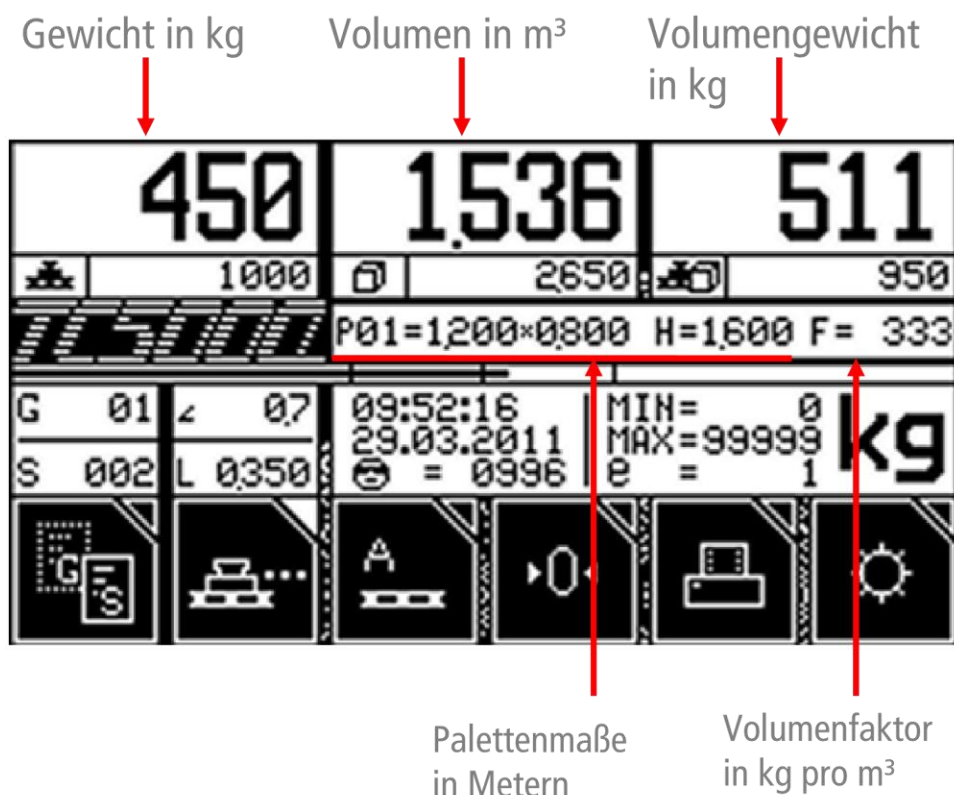 Gewicht in kg
Volumen in m³
Volumengewicht
in kg
450
1.536
511
1000
2.650
950
P01=1.200×0.800 H=1.600 F= 333
G 01
∠ 0.7
09:52:16
MIN= 0
29.03.2011
MAX=99999
kg
S 002
L 0.350
= 0996
e = 1
G
S
A
▸0◂
Palettenmaße
in Metern
Volumenfaktor
in kg pro m³